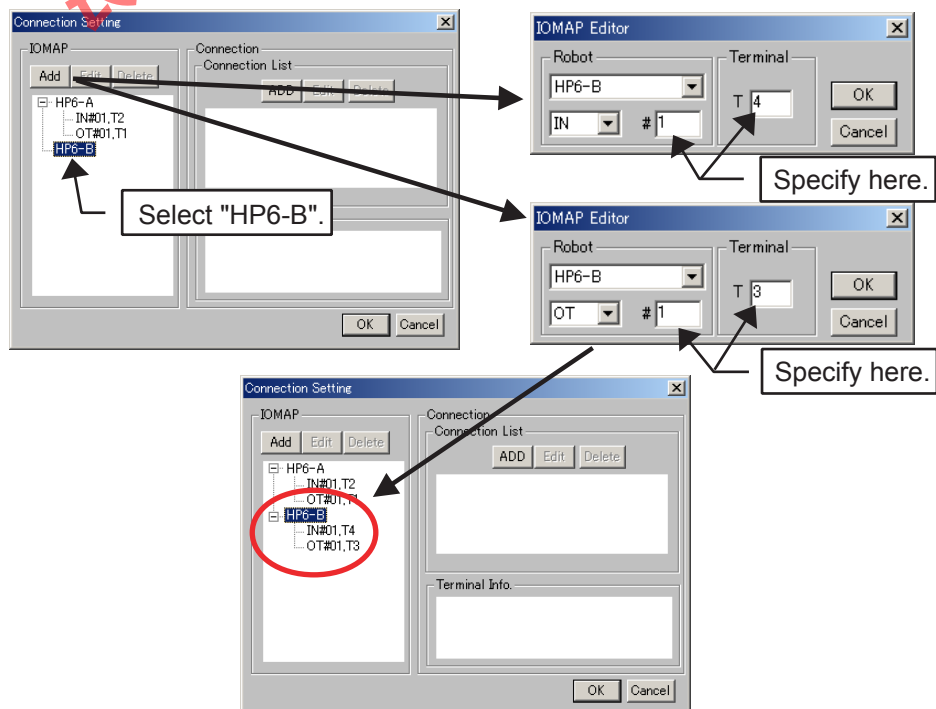 Connection Setting
IOMAP
Add Edit Delete
HP6-A
IN#01,T2
OT#01,T1
HP6-B
Connection
Connection List
ADD Edit Delete
OK Cancel
Select "HP6-B".
IOMAP Editor
Robot
HP6-B
IN # 1
Terminal
T 4
OK
Cancel
Specify here.
IOMAP Editor
Robot
HP6-B
OT # 1
Terminal
T 3
OK
Cancel
Specify here.
Connection Setting
IOMAP
Add Edit Delete
HP6-A
IN#01,T2
OT#01,T1
HP6-B
IN#01,T4
OT#01,T3
Connection
Connection List
ADD Edit Delete
Terminal Info.
OK Cancel